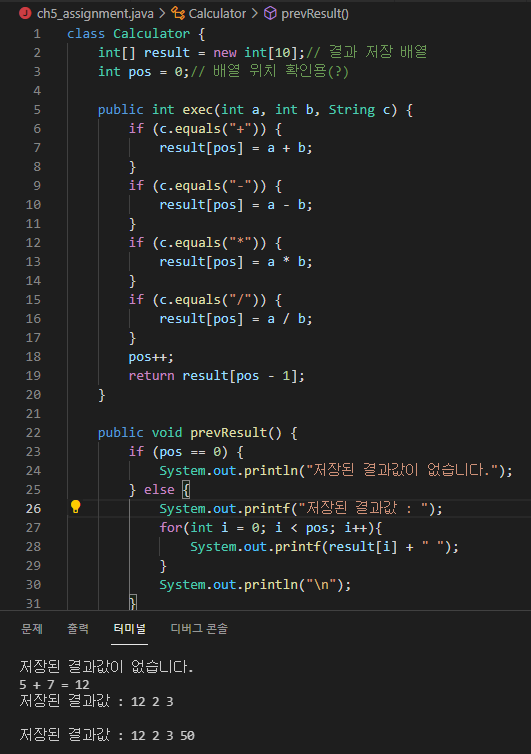 ch5_assignment.java > Calculator > prevResult()
1 class Calculator {
2     int[] result = new int[10];// 결과 저장 배열
3     int pos = 0;// 배열 위치 확인용(?)
4
5     public int exec(int a, int b, String c) {
6         if (c.equals("+")) {
7             result[pos] = a + b;
8         }
9         if (c.equals("-")) {
10             result[pos] = a - b;
11         }
12         if (c.equals("*")) {
13             result[pos] = a * b;
14         }
15         if (c.equals("/")) {
16             result[pos] = a / b;
17         }
18         pos++;
19         return result[pos - 1];
20     }
21
22     public void prevResult() {
23         if (pos == 0) {
24             System.out.println("저장된 결과값이 없습니다.");
25         } else {
26             System.out.printf("저장된 결과값 : ");
27             for(int i = 0; i < pos; i++){
28                 System.out.printf(result[i] + " ");
29             }
30             System.out.println("\n");
31         }
문제 출력 터미널 디버그 콘솔
저장된 결과값이 없습니다.
5 + 7 = 12
저장된 결과값 : 12 2 3
저장된 결과값 : 12 2 3 50